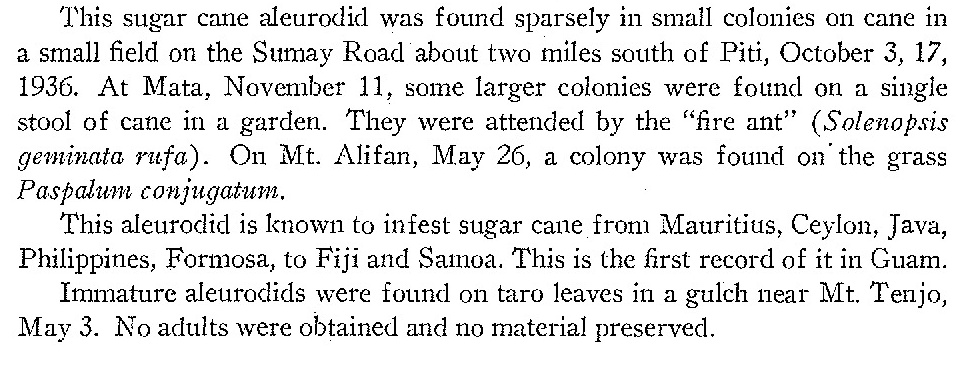 This sugar cane aleurodid was found sparsely in small colonies on cane in
a small field on the Sumay Road about two miles south of Piti, October 3, 17,
1936. At Mata, November 11, some larger colonies were found on a single
stool of cane in a garden. They were attended by the “fire ant” (Solenopsis
geminata rufa). On Mt. Alifan, May 26, a colony was found on the grass
Paspalum conjugatum.
This aleurodid is known to infest sugar cane from Mauritius, Ceylon, Java,
Philippines, Formosa, to Fiji and Samoa. This is the first record of it in Guam.
Immature aleurodids were found on taro leaves in a gulch near Mt. Tenjo,
May 3. No adults were obtained and no material preserved.